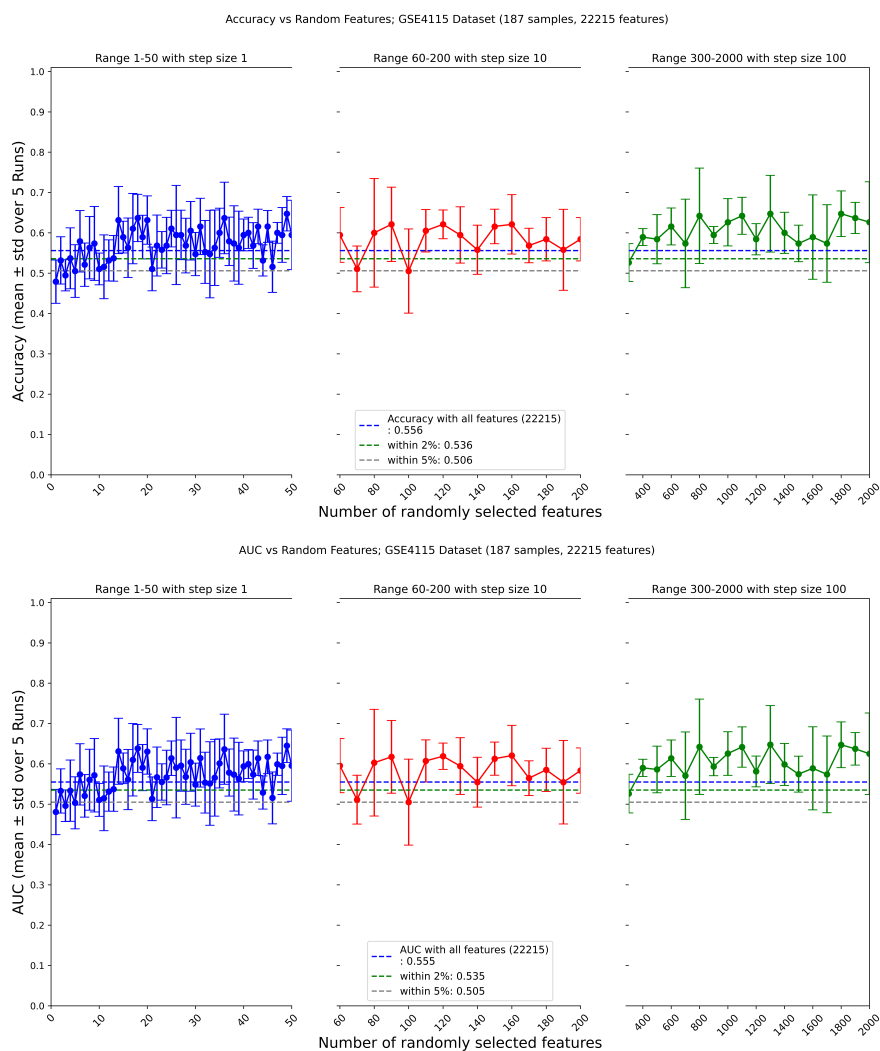 Accuracy vs Random Features; GSE4115 Dataset (187 samples, 22215 features)
Range 1-50 with step size 1
Range 60-200 with step size 10
Range 300-2000 with step size 100
1.0
0.9
0.8
0.7
0.6
0.5
0.4
0.3
0.2
0.1
0.0
Accuracy (mean ± std over 5 Runs)
Accuracy with all features (22215)
: 0.556
within 2%: 0.536
within 5%: 0.506
0 10 20 30 40 50
60 80 100 120 140 160 180 200
400 600 800 1000 1200 1400 1600 1800 2000
Number of randomly selected features
AUC vs Random Features; GSE4115 Dataset (187 samples, 22215 features)
Range 1-50 with step size 1
Range 60-200 with step size 10
Range 300-2000 with step size 100
1.0
0.9
0.8
0.7
0.6
0.5
0.4
0.3
0.2
0.1
0.0
AUC (mean ± std over 5 Runs)
AUC with all features (22215)
: 0.555
within 2%: 0.535
within 5%: 0.505
0 10 20 30 40 50
60 80 100 120 140 160 180 200
400 600 800 1000 1200 1400 1600 1800 2000
Number of randomly selected features